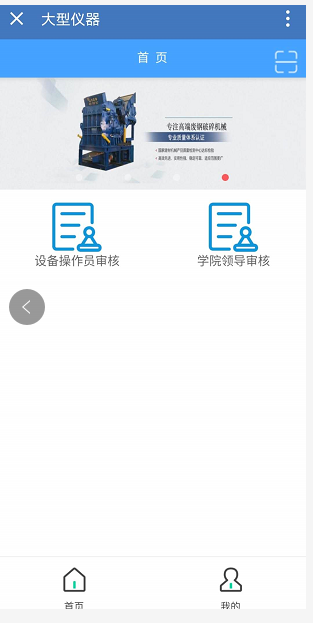 大型仪器
首 页
专注高端废钢破碎机械
专业质量体系认证
设备操作员审核
学院领导审核
首页
我的